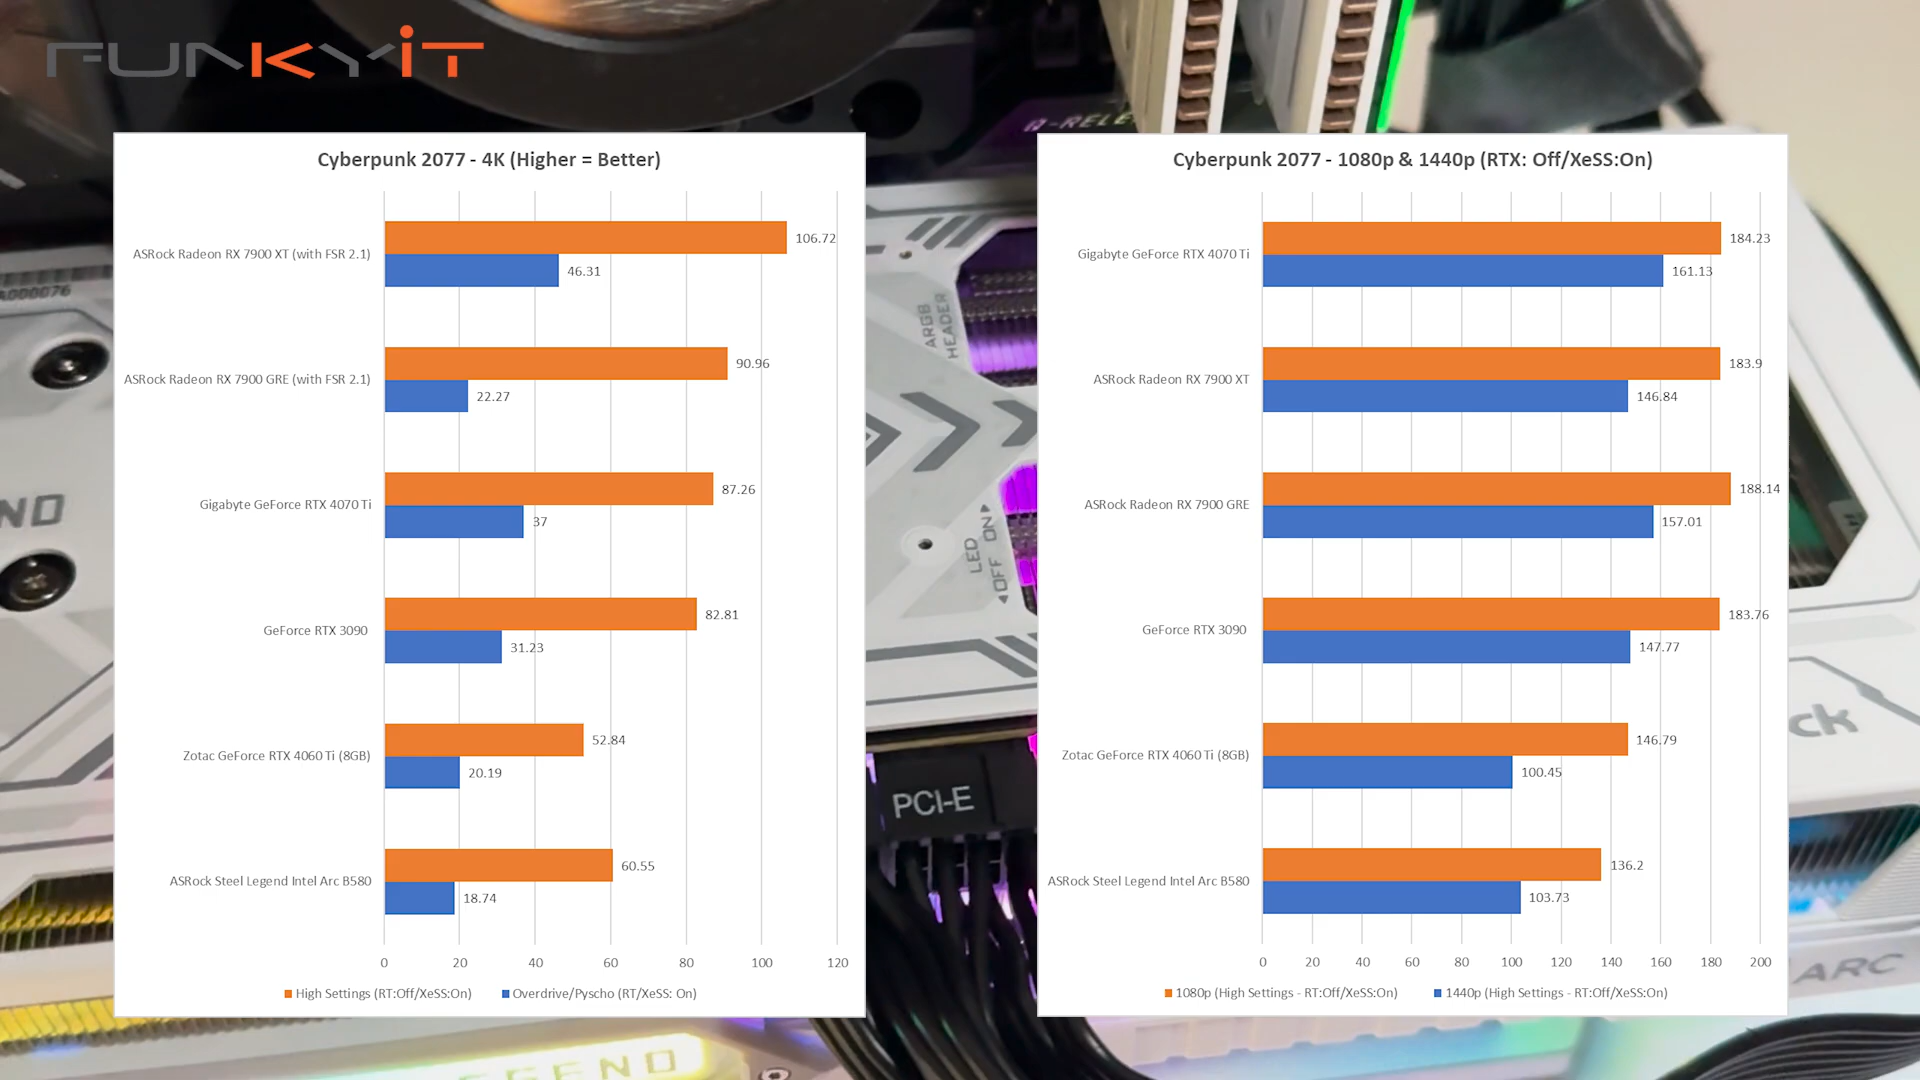 FUNKYIT
Cyberpunk 2077 - 4K (Higher = Better)
ASRock Radeon RX 7900 XT (with FSR 2.1)
106.72
46.31
ASRock Radeon RX 7900 GRE (with FSR 2.1)
90.96
22.27
Gigabyte GeForce RTX 4070 Ti
87.26
37
GeForce RTX 3090
82.81
31.23
Zotac GeForce RTX 4060 Ti (8GB)
52.84
20.19
ASRock Steel Legend Intel Arc B580
60.55
18.74
0 20 40 60 80 100 120
High Settings (RT:Off/XeSS:On) Overdrive/Pyscho (RT/XeSS: On)
Cyberpunk 2077 - 1080p & 1440p (RTX: Off/XeSS:On)
Gigabyte GeForce RTX 4070 Ti
184.23
161.13
ASRock Radeon RX 7900 XT
183.9
146.84
ASRock Radeon RX 7900 GRE
188.14
157.01
GeForce RTX 3090
183.76
147.77
Zotac GeForce RTX 4060 Ti (8GB)
146.79
100.45
ASRock Steel Legend Intel Arc B580
136.2
103.73
0 20 40 60 80 100 120 140 160 180 200
1080p (High Settings - RT:Off/XeSS:On) 1440p (High Settings - RT:Off/XeSS:On)
ARGB
HEADER
LED
OFF ON
PCI-E
ARC